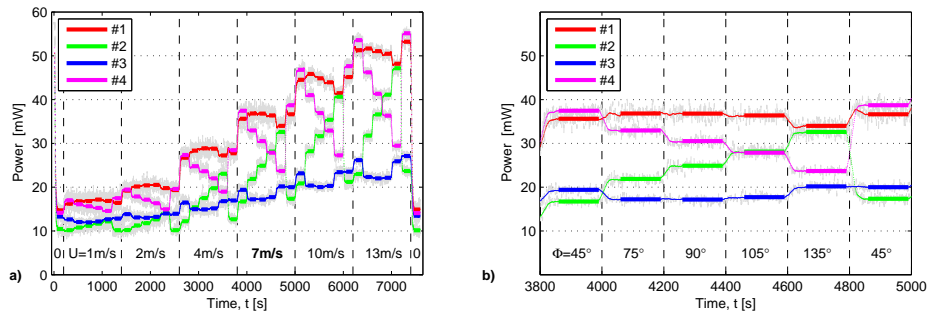 #1
#2
#3
#4
60
50
40
30
20
10
0
Power [mW]
0 U=1m/s 2m/s 4m/s 7m/s 10m/s 13m/s 0
0 1000 2000 3000 4000 5000 6000 7000
Time, t [s]
a)
#1
#2
#3
#4
60
50
40
30
20
10
0
Power [mW]
Φ=45° 75° 90° 105° 135° 45°
3800 4000 4200 4400 4600 4800 5000
Time, t [s]
b)